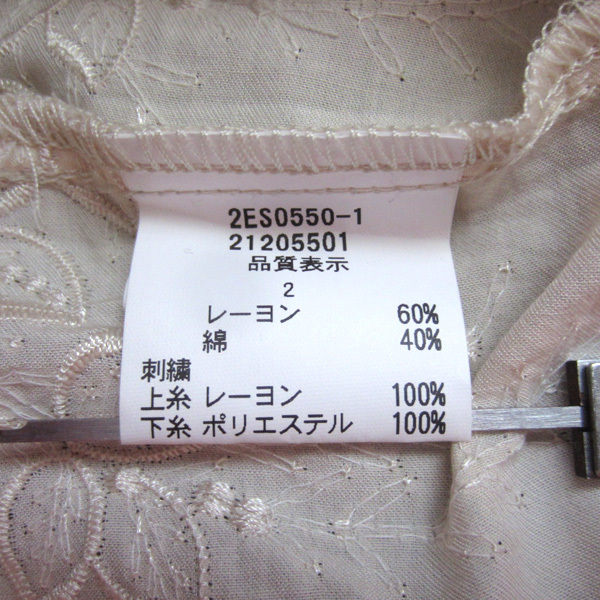 2ES0550-1
21205501
品質表示
2
レーヨン 60%
綿 40%
刺繍
上糸 レーヨン 100%
下糸 ポリエステル 100%